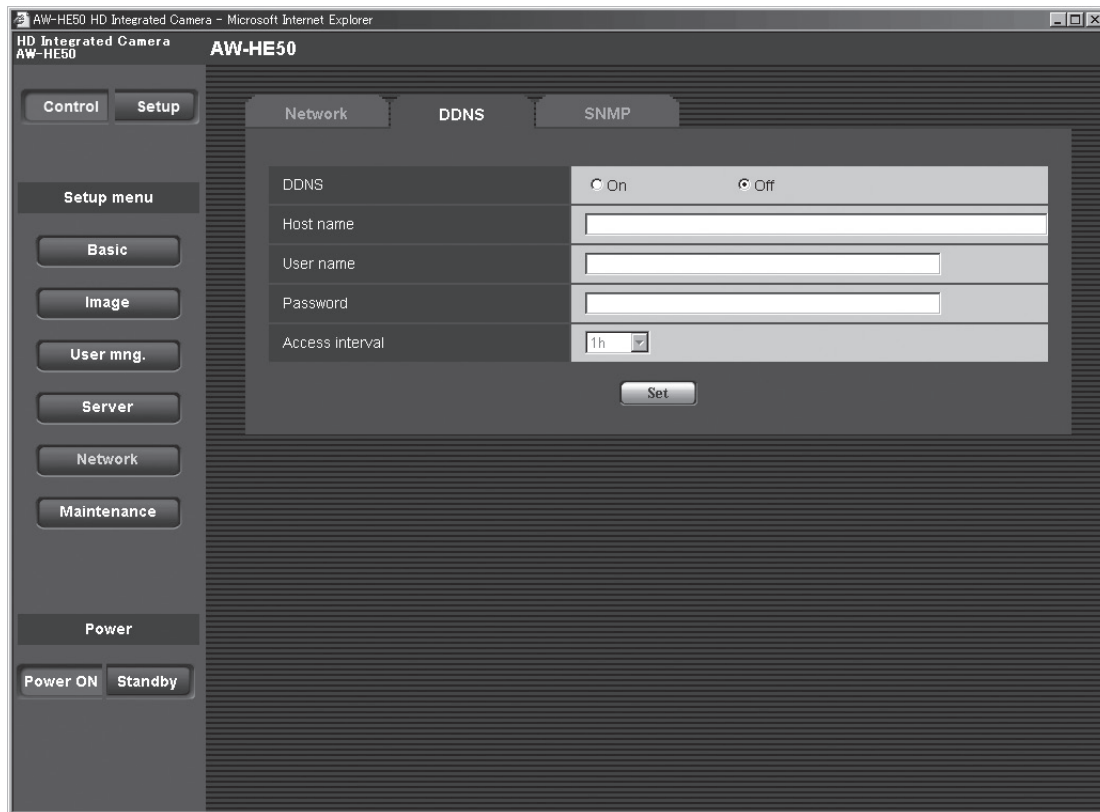 AW-HE50 HD Integrated Camera - Microsoft Internet Explorer
HD Integrated Camera
AW-HE50
AW-HE50
Control
Setup
Setup menu
Basic
Image
User mng.
Server
Network
Maintenance
Power
Power ON
Standby
Network
DDNS
SNMP
DDNS
On
Off
Host name
User name
Password
Access interval
1h
Set